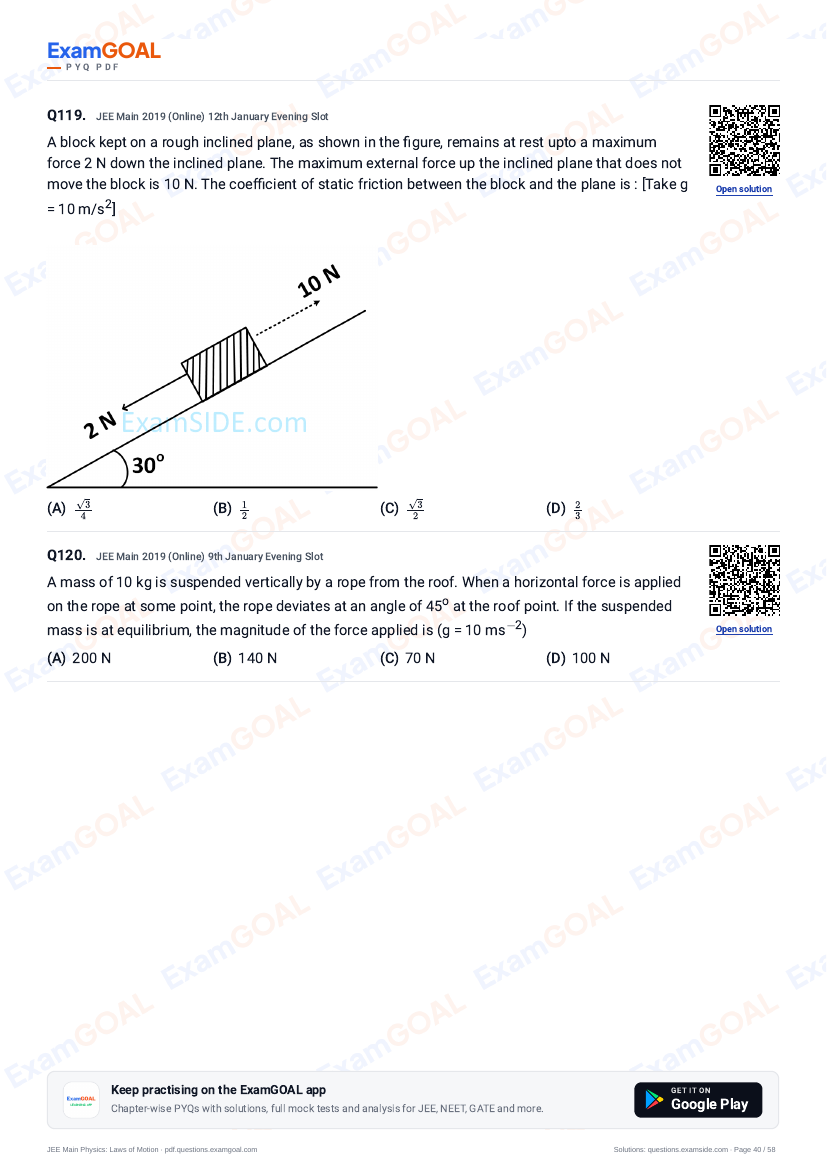 ExamGOAL
PYQ PDF
Q119. JEE Main 2019 (Online) 12th January Evening Slot
A block kept on a rough inclined plane, as shown in the figure, remains at rest upto a maximum
force 2 N down the inclined plane. The maximum external force up the inclined plane that does not
move the block is 10 N. The coefficient of static friction between the block and the plane is : [Take g
= 10 m/s²]
Open solution
10 N
2 N
ExamSIDE.com
30°
(A) √3/4 (B) 1/2 (C) √3/2 (D) 2/3
Q120. JEE Main 2019 (Online) 9th January Evening Slot
A mass of 10 kg is suspended vertically by a rope from the roof. When a horizontal force is applied
on the rope at some point, the rope deviates at an angle of 45° at the roof point. If the suspended
mass is at equilibrium, the magnitude of the force applied is (g = 10 ms⁻²)
Open solution
(A) 200 N (B) 140 N (C) 70 N (D) 100 N
ExamGOAL
Keep practising on the ExamGOAL app
Chapter-wise PYQs with solutions, full mock tests and analysis for JEE, NEET, GATE and more.
GET IT ON
Google Play
JEE Main Physics: Laws of Motion · pdf.questions.examgoal.com
Solutions: questions.examside.com · Page 40 / 58